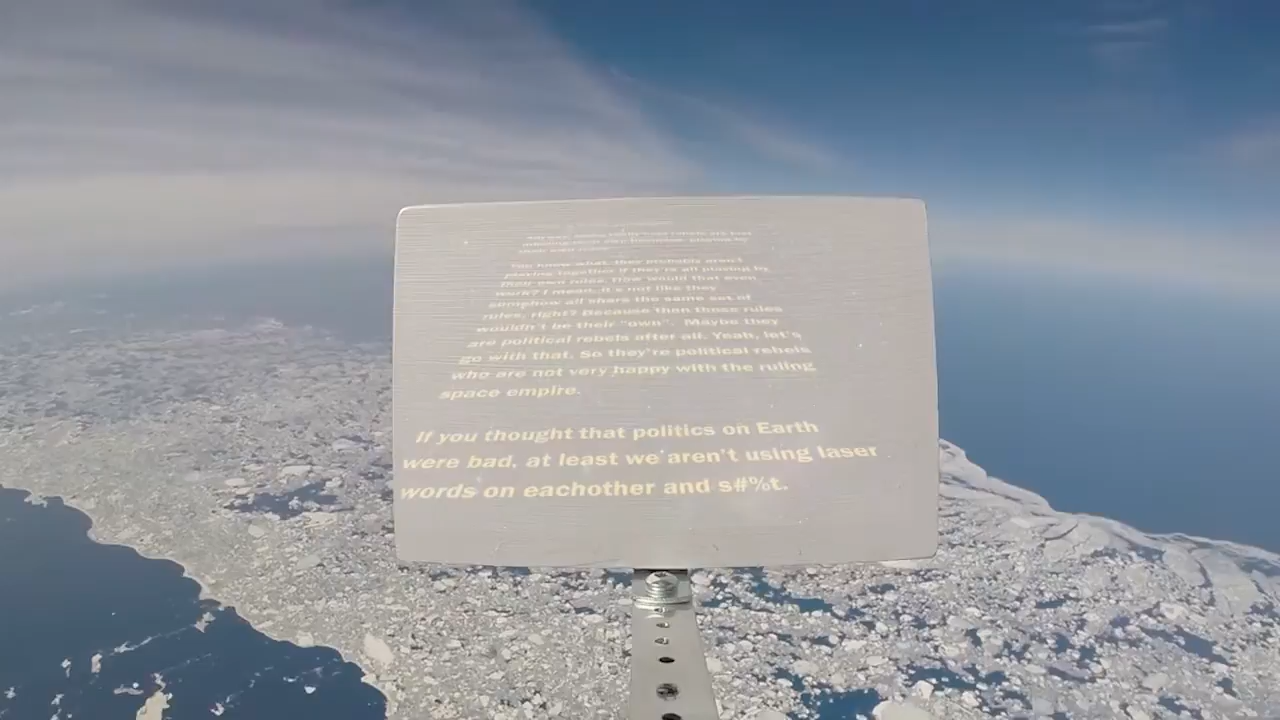 You know what, they probably aren't
playing together if they're all playing by
their own rules. How would that even
work? I mean, it's not like they
somehow all share the same set of
rules, right? Because then those rules
wouldn't be their "own". Maybe they
are political rebels after all. Yeah, let's
go with that. So they're political rebels
who are not very happy with the ruling
space empire.
If you thought that politics on Earth
were bad, at least we aren't using laser
words on eachother and s#%t.